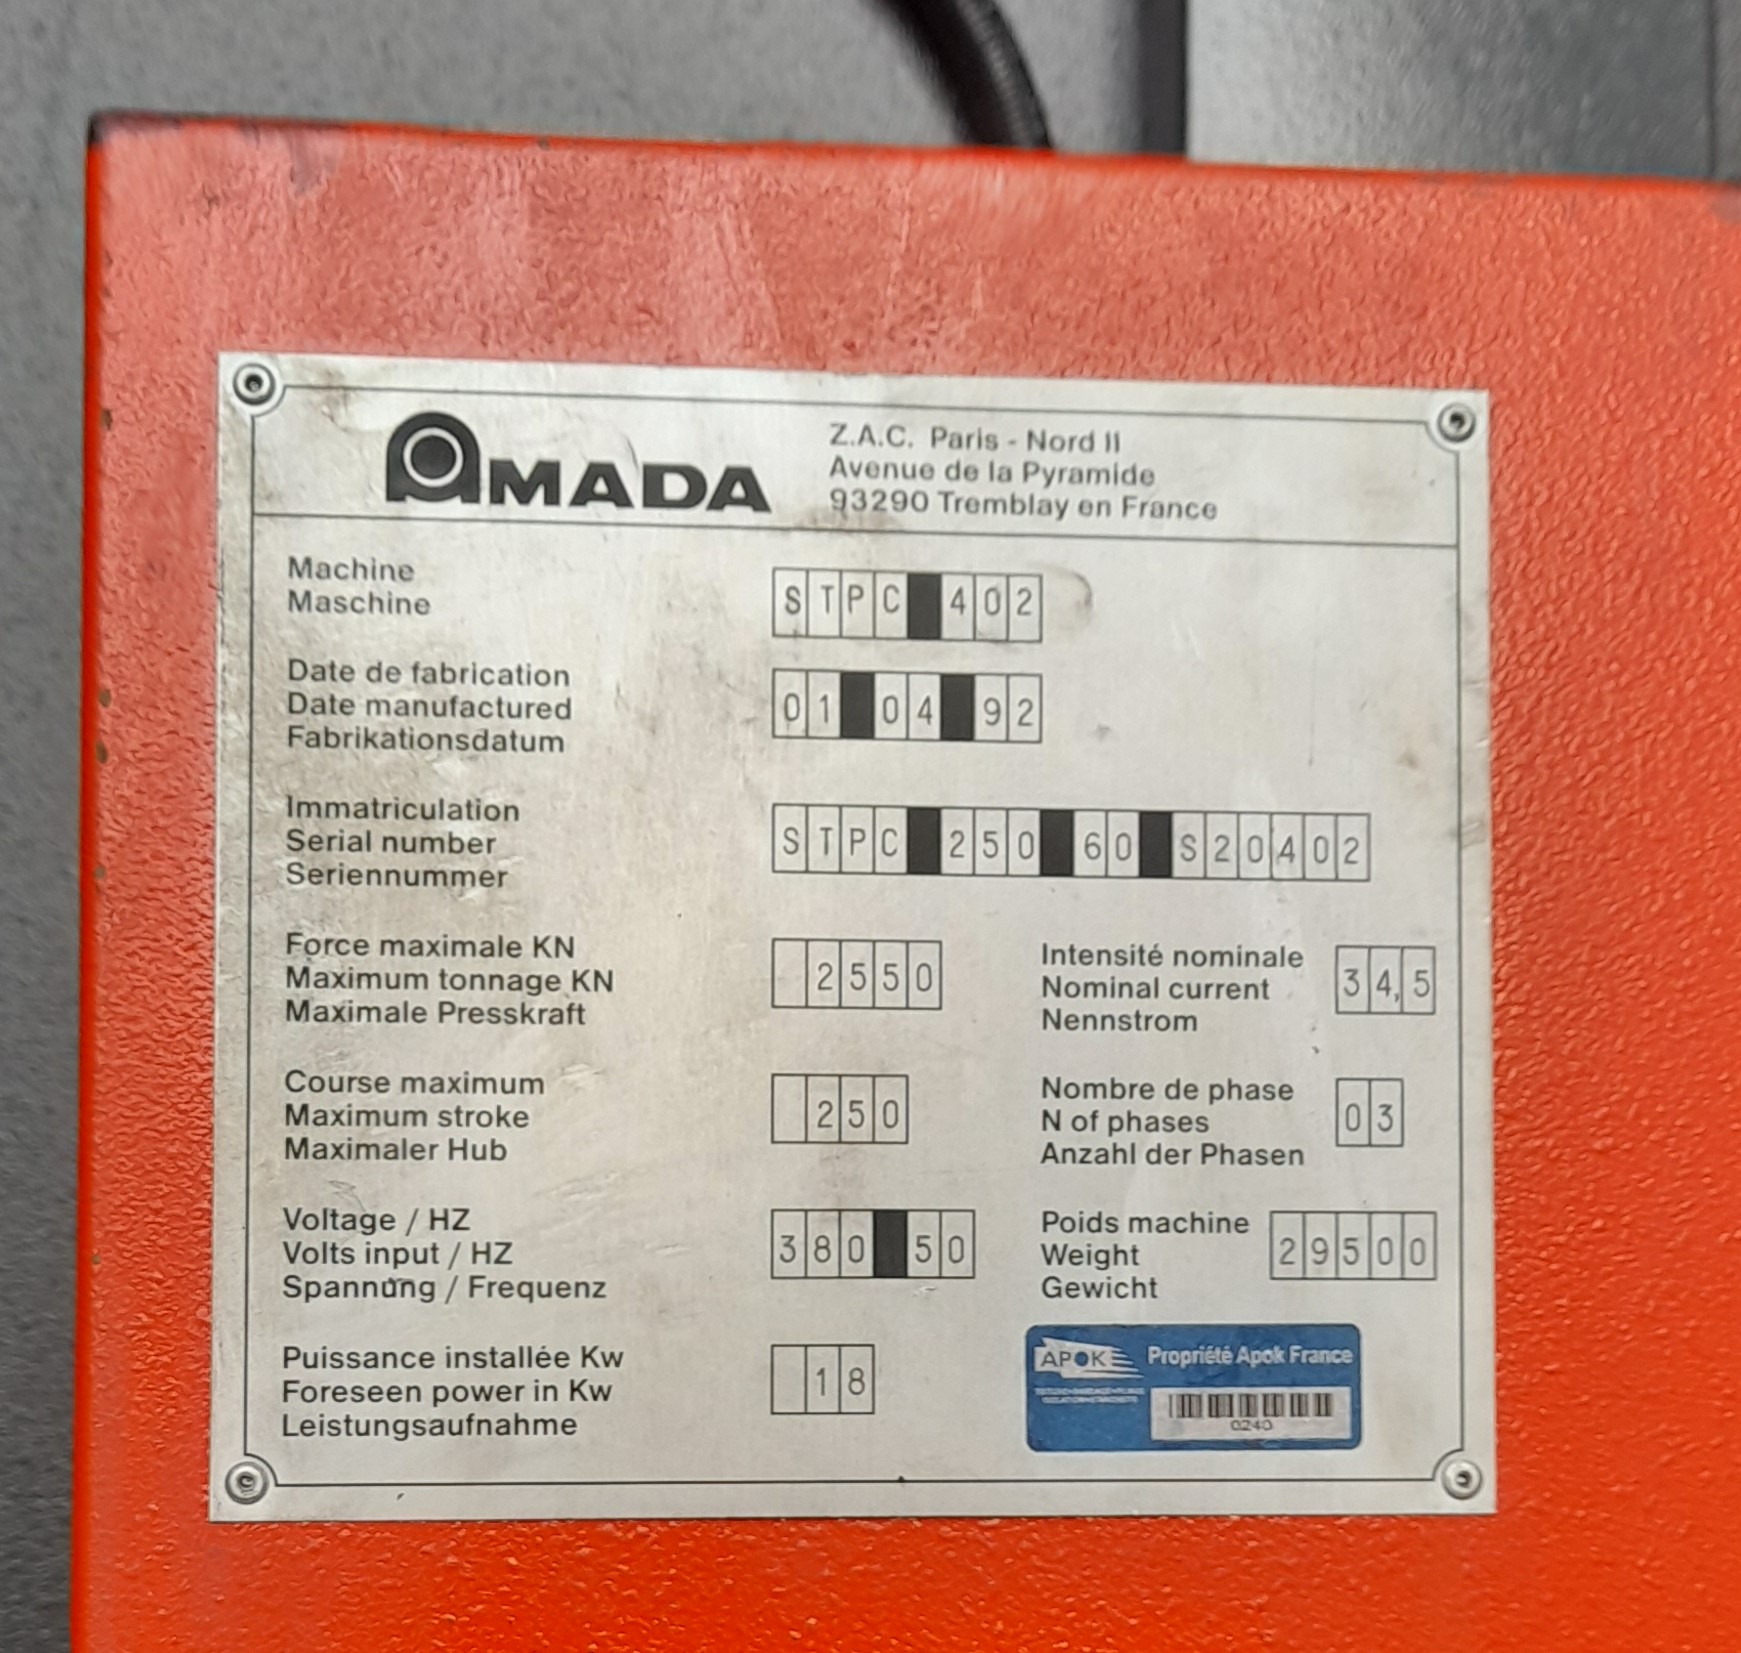 AMADA
Z.A.C. Paris - Nord II
Avenue de la Pyramide
93290 Tremblay en France
Machine
Maschine
STPC 402
Date de fabrication
Date manufactured
Fabrikationsdatum
01 04 92
Immatriculation
Serial number
Seriennummer
STPC 250 60 S20402
Force maximale KN
Maximum tonnage KN
Maximale Presskraft
2550
Intensité nominale
Nominal current
Nennstrom
34,5
Course maximum
Maximum stroke
Maximaler Hub
250
Nombre de phase
N of phases
Anzahl der Phasen
03
Voltage / HZ
Volts input / HZ
Spannung / Frequenz
380 50
Poids machine
Weight
Gewicht
29500
Puissance installée Kw
Foreseen power in Kw
Leistungsaufnahme
18
APOK
Propriété Apok France
0240